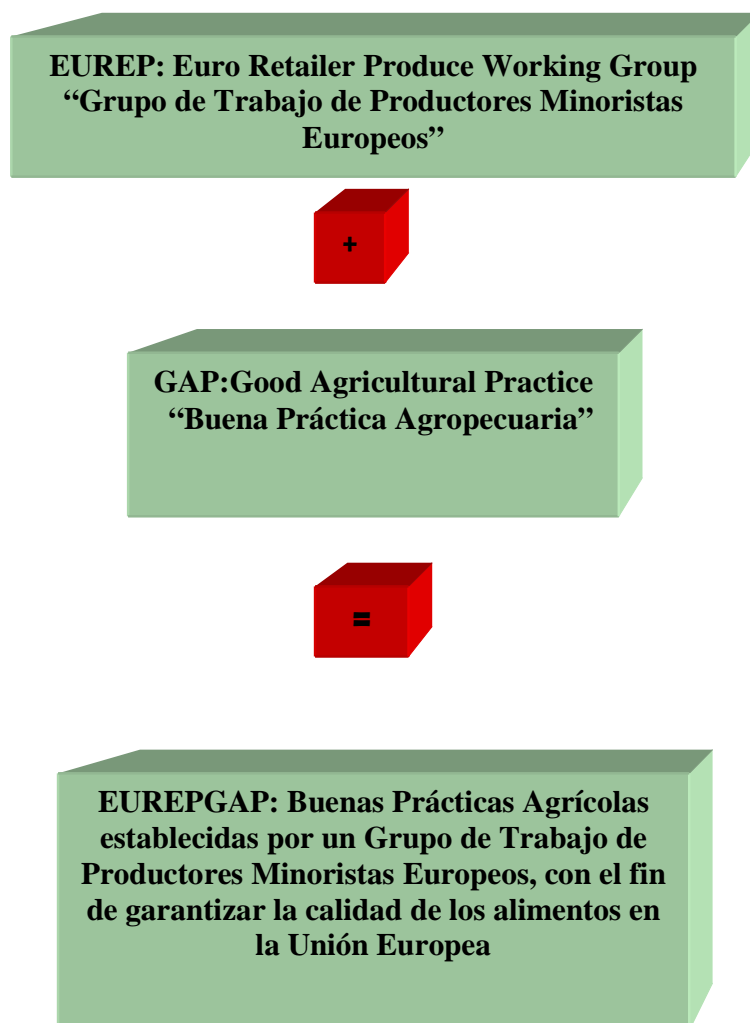 EUREP: Euro Retailer Produce Working Group
“Grupo de Trabajo de Productores Minoristas
Europeos”
+
GAP:Good Agricultural Practice
“Buena Práctica Agropecuaria”
=
EUREPGAP: Buenas Prácticas Agrícolas
establecidas por un Grupo de Trabajo de
Productores Minoristas Europeos, con el fin
de garantizar la calidad de los alimentos en
la Unión Europea